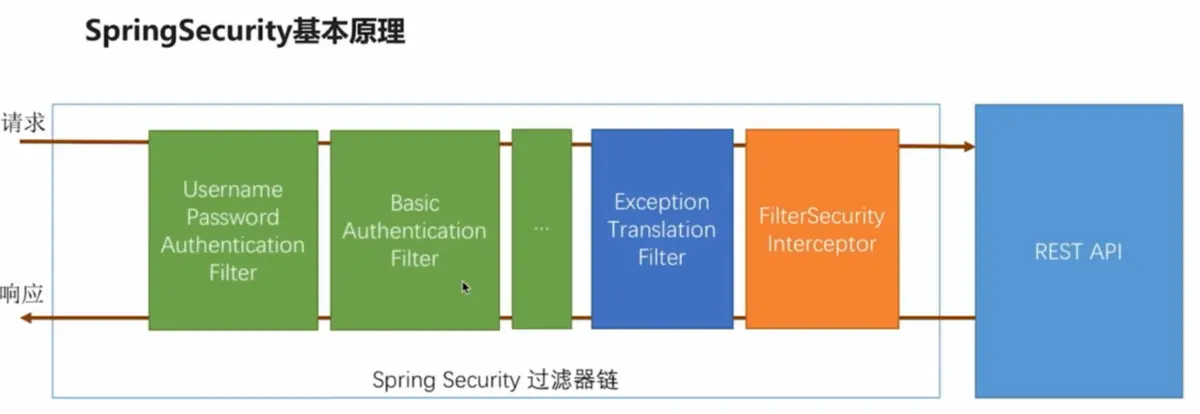 SpringSecurity基本原理
请求
Username
Password
Authentication
Filter
Basic
Authentication
Filter
...
Exception
Translation
Filter
FilterSecurity
Interceptor
REST API
响应
Spring Security 过滤器链